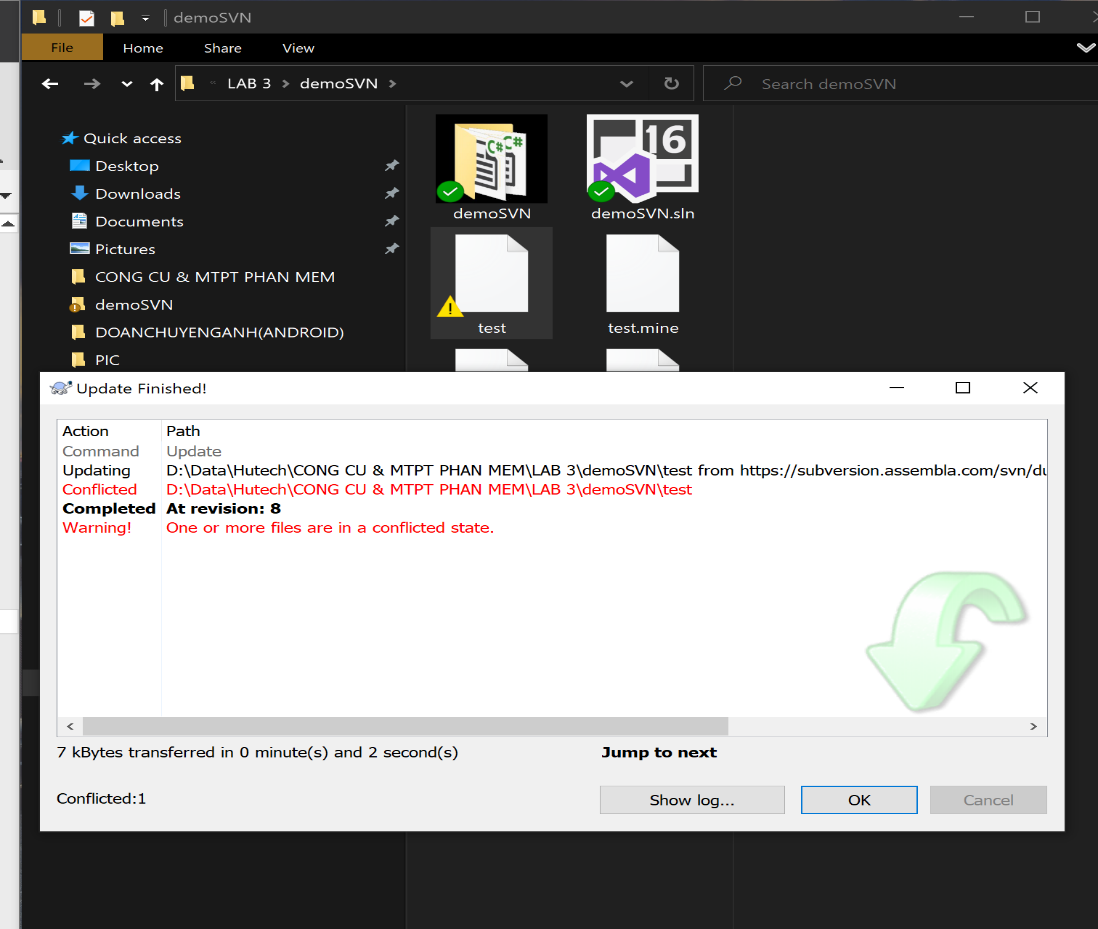 demoSVN
File Home Share View
LAB 3 > demoSVN >
Search demoSVN
Quick access
Desktop
Downloads
Documents
Pictures
CONG CU & MTPT PHAN MEM
demoSVN
DOANCHUYENGANH(ANDROID)
PIC
C# C#
demoSVN
16
demoSVN.sln
test
test.mine
Update Finished!
Action Path
Command Update
Updating D:\Data\Hutech\CONG CU & MTPT PHAN MEM\LAB 3\demoSVN\test from https://subversion.assembla.com/svn/du
Conflicted D:\Data\Hutech\CONG CU & MTPT PHAN MEM\LAB 3\demoSVN\test
Completed At revision: 8
Warning! One or more files are in a conflicted state.
7 kBytes transferred in 0 minute(s) and 2 second(s)
Jump to next
Conflicted:1
Show log... OK Cancel